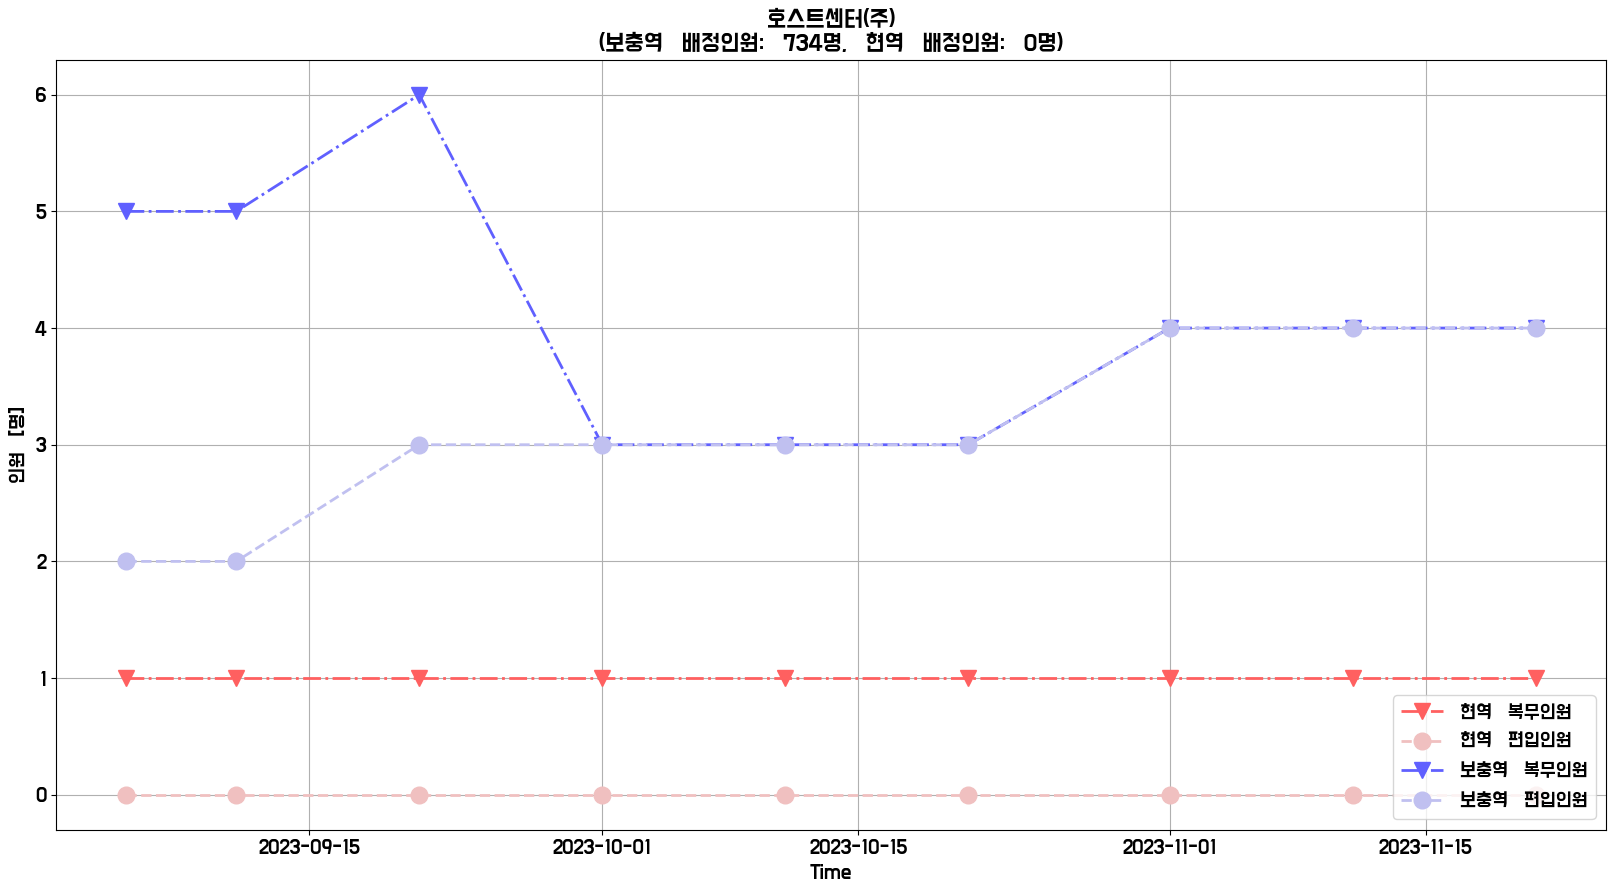 호스트센터(주)
(보충역 배정인원: 734명, 현역 배정인원: 0명)
6
5
4
3
2
1
0
인원 [명]
2023-09-15
2023-10-01
2023-10-15
2023-11-01
2023-11-15
Time
현역 복무인원
현역 편입인원
보충역 복무인원
보충역 편입인원